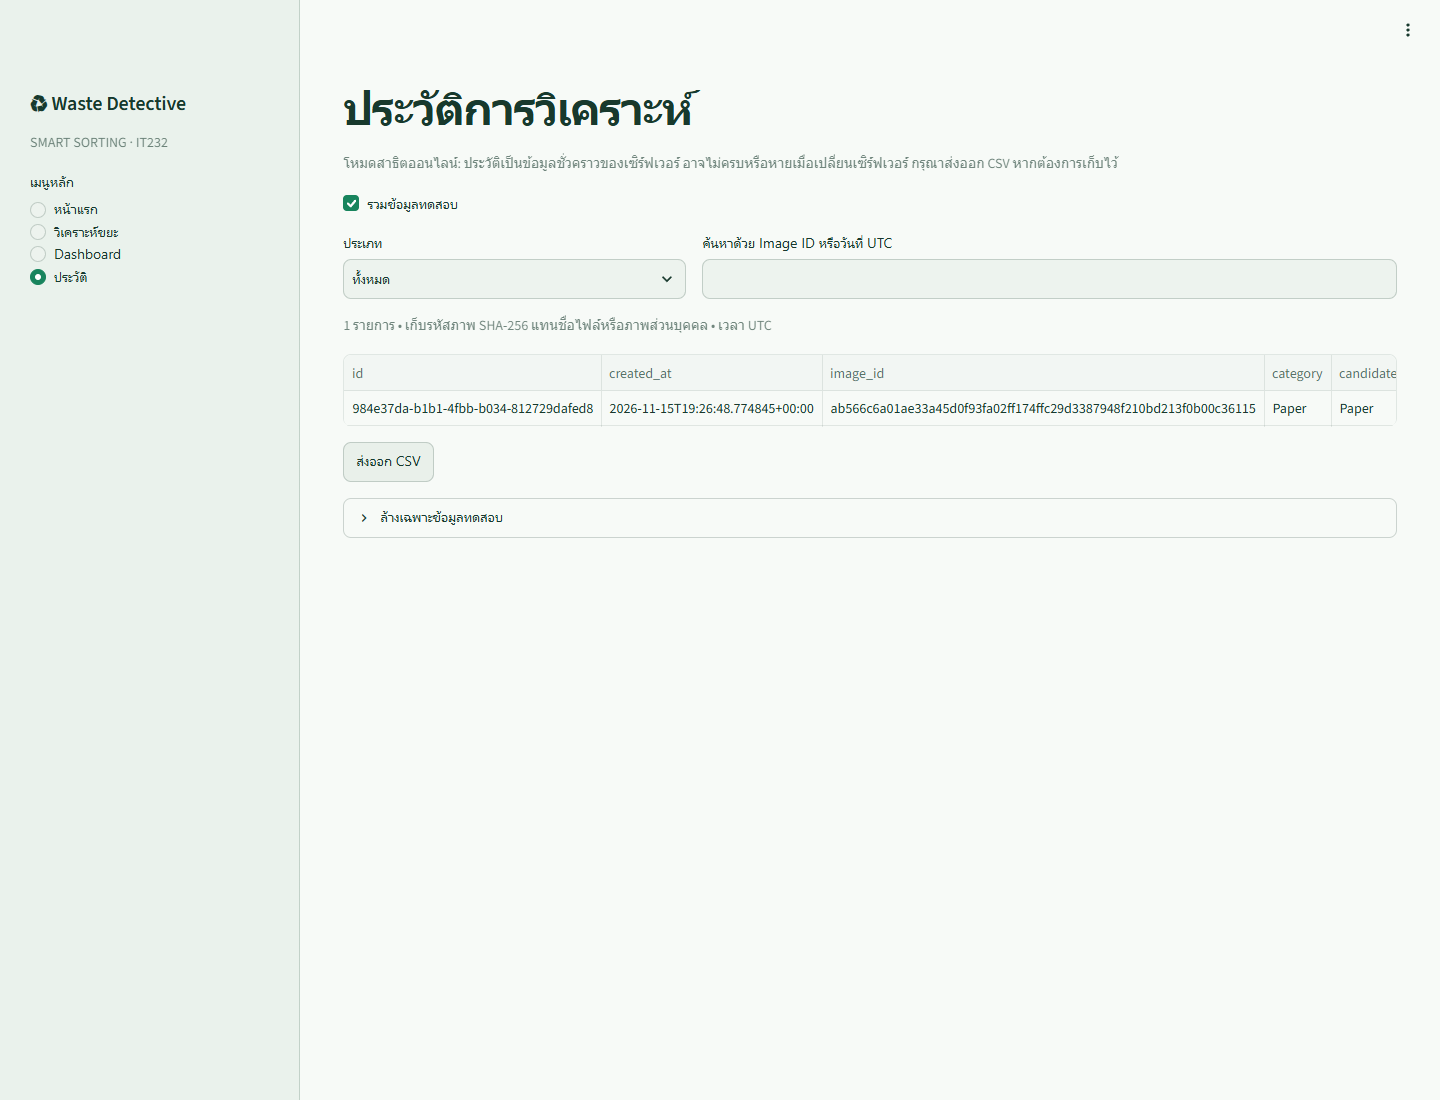 ♻ Waste Detective
SMART SORTING · IT232
เมนูหลัก
หน้าแรก
วิเคราะห์ขยะ
Dashboard
ประวัติ
ประวัติการวิเคราะห์
โหมดสาธิตออนไลน์: ประวัติเป็นข้อมูลชั่วคราวของเซิร์ฟเวอร์ อาจไม่ครบหรือหายเมื่อเปลี่ยนเซิร์ฟเวอร์ กรุณาส่งออก CSV หากต้องการเก็บไว้
รวมข้อมูลทดสอบ
ประเภท
ทั้งหมด
ค้นหาด้วย Image ID หรือวันที่ UTC
1 รายการ • เก็บรหัสภาพ SHA-256 แทนชื่อไฟล์หรือภาพส่วนบุคคล • เวลา UTC
id created_at image_id category candidate
984e37da-b1b1-4fbb-b034-812729dafed8 2026-11-15T19:26:48.774845+00:00 ab566c6a01ae33a45d0f93fa02ff174ffc29d3387948f210bd213f0b00c36115 Paper Paper
ส่งออก CSV
ล้างเฉพาะข้อมูลทดสอบ